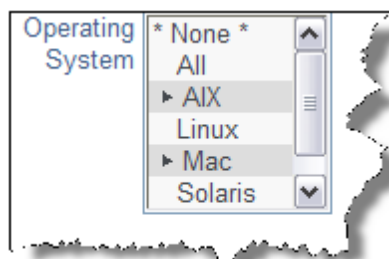 Operating
System
* None *
All
▸ AIX
Linux
▸ Mac
Solaris